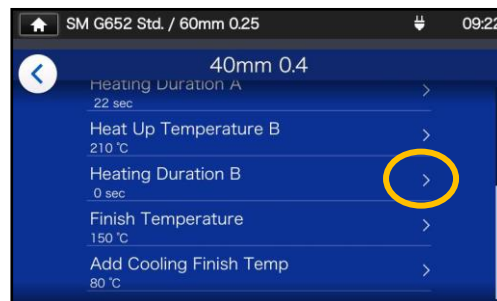 SM G652 Std. / 60mm 0.25
09:22
40mm 0.4
Heating Duration A
22 sec
Heat Up Temperature B
210 ℃
Heating Duration B
0 sec
Finish Temperature
150 ℃
Add Cooling Finish Temp
80 ℃